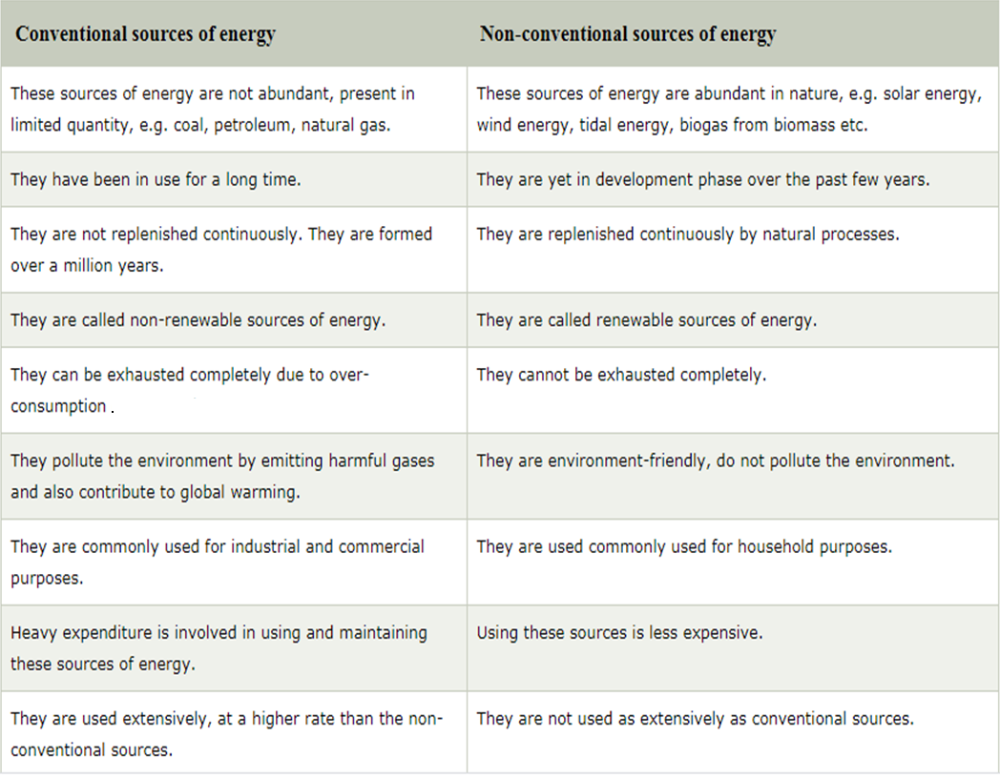 Conventional sources of energy
Non-conventional sources of energy
These sources of energy are not abundant, present in
limited quantity, e.g. coal, petroleum, natural gas.
These sources of energy are abundant in nature, e.g. solar energy,
wind energy, tidal energy, biogas from biomass etc.
They have been in use for a long time.
They are yet in development phase over the past few years.
They are not replenished continuously. They are formed
over a million years.
They are replenished continuously by natural processes.
They are called non-renewable sources of energy.
They are called renewable sources of energy.
They can be exhausted completely due to over-
consumption .
They cannot be exhausted completely.
They pollute the environment by emitting harmful gases
and also contribute to global warming.
They are environment-friendly, do not pollute the environment.
They are commonly used for industrial and commercial
purposes.
They are used commonly used for household purposes.
Heavy expenditure is involved in using and maintaining
these sources of energy.
Using these sources is less expensive.
They are used extensively, at a higher rate than the non-
conventional sources.
They are not used as extensively as conventional sources.